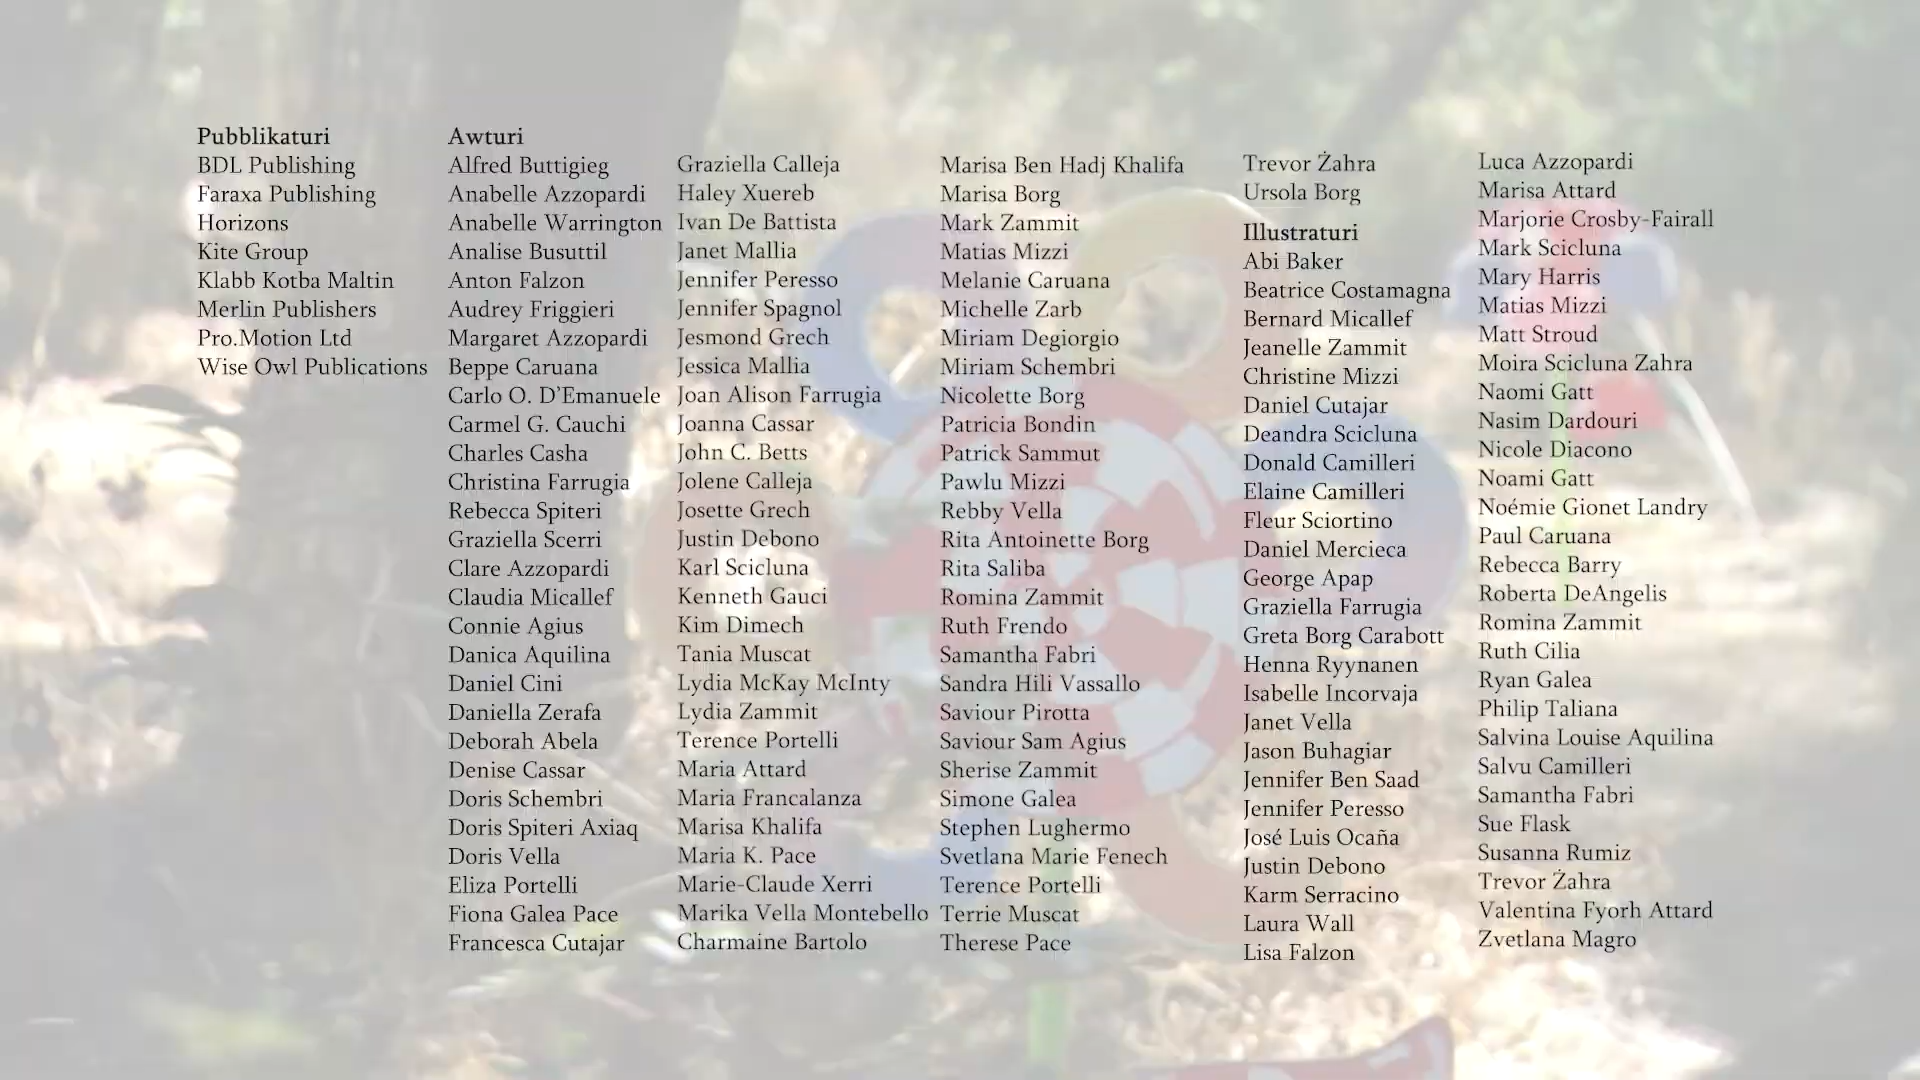 Pubblikaturi
BDL Publishing
Faraxa Publishing
Horizons
Kite Group
Klabb Kotba Maltin
Merlin Publishers
Pro.Motion Ltd
Wise Owl Publications
Awturi
Alfred Buttigieg
Anabelle Azzopardi
Anabelle Warrington
Analise Busuttil
Anton Falzon
Audrey Friggieri
Margaret Azzopardi
Beppe Caruana
Carlo O. D'Emanuele
Carmel G. Cauchi
Charles Casha
Christina Farrugia
Rebecca Spiteri
Graziella Scerri
Clare Azzopardi
Claudia Micallef
Connie Agius
Danica Aquilina
Daniel Cini
Daniella Zerafa
Deborah Abela
Denise Cassar
Doris Schembri
Doris Spiteri Axiaq
Doris Vella
Eliza Portelli
Fiona Galea Pace
Francesca Cutajar
Graziella Calleja
Haley Xuereb
Ivan De Battista
Janet Mallia
Jennifer Peresso
Jennifer Spagnol
Jesmond Grech
Jessica Mallia
Joan Alison Farrugia
Joanna Cassar
John C. Betts
Jolene Calleja
Josette Grech
Justin Debono
Karl Scicluna
Kenneth Gauci
Kim Dimech
Tania Muscat
Lydia McKay McInty
Lydia Zammit
Terence Portelli
Maria Attard
Maria Francalanza
Marisa Khalifa
Maria K. Pace
Marie-Claude Xerri
Marika Vella Montebello
Charmaine Bartolo
Marisa Ben Hadj Khalifa
Marisa Borg
Mark Zammit
Matias Mizzi
Melanie Caruana
Michelle Zarb
Miriam Degiorgio
Miriam Schembri
Nicolette Borg
Patricia Bondin
Patrick Sammut
Pawlu Mizzi
Rebby Vella
Rita Antoinette Borg
Rita Saliba
Romina Zammit
Ruth Frendo
Samantha Fabri
Sandra Hili Vassallo
Saviour Pirotta
Saviour Sam Agius
Sherise Zammit
Simone Galea
Stephen Lughermo
Svetlana Marie Fenech
Terence Portelli
Terrie Muscat
Therese Pace
Trevor Żahra
Ursola Borg
Illustraturi
Abi Baker
Beatrice Costamagna
Bernard Micallef
Jeanelle Zammit
Christine Mizzi
Daniel Cutajar
Deandra Scicluna
Donald Camilleri
Elaine Camilleri
Fleur Sciortino
Daniel Mercieca
George Apap
Graziella Farrugia
Greta Borg Carabott
Henna Ryynanen
Isabelle Incorvaja
Janet Vella
Jason Buhagiar
Jennifer Ben Saad
Jennifer Peresso
José Luis Ocaña
Justin Debono
Karm Serracino
Laura Wall
Lisa Falzon
Luca Azzopardi
Marisa Attard
Marjorie Crosby-Fairall
Mark Scicluna
Mary Harris
Matias Mizzi
Matt Stroud
Moira Scicluna Zahra
Naomi Gatt
Nasim Dardouri
Nicole Diacono
Noami Gatt
Noémie Gionet Landry
Paul Caruana
Rebecca Barry
Roberta DeAngelis
Romina Zammit
Ruth Cilia
Ryan Galea
Philip Taliana
Salvina Louise Aquilina
Salvu Camilleri
Samantha Fabri
Sue Flask
Susanna Rumiz
Trevor Żahra
Valentina Fyorh Attard
Zvetlana Magro